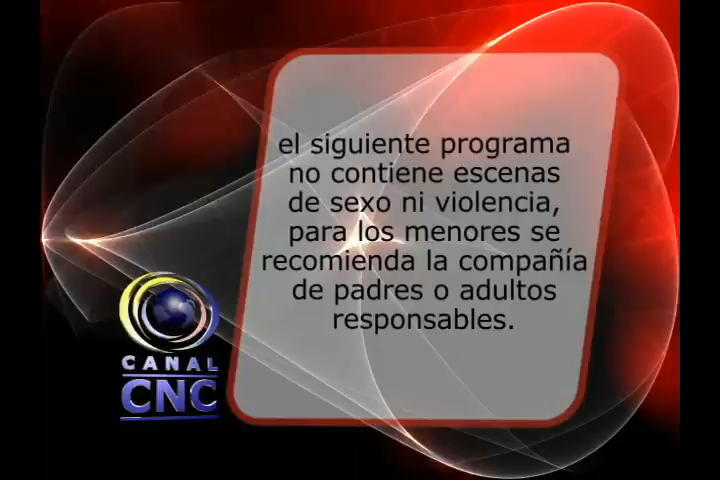 el siguiente programa
no contiene escenas
de sexo ni violencia,
para los menores se
recomienda la compañía
de padres o adultos
responsables.
CANAL
CNC